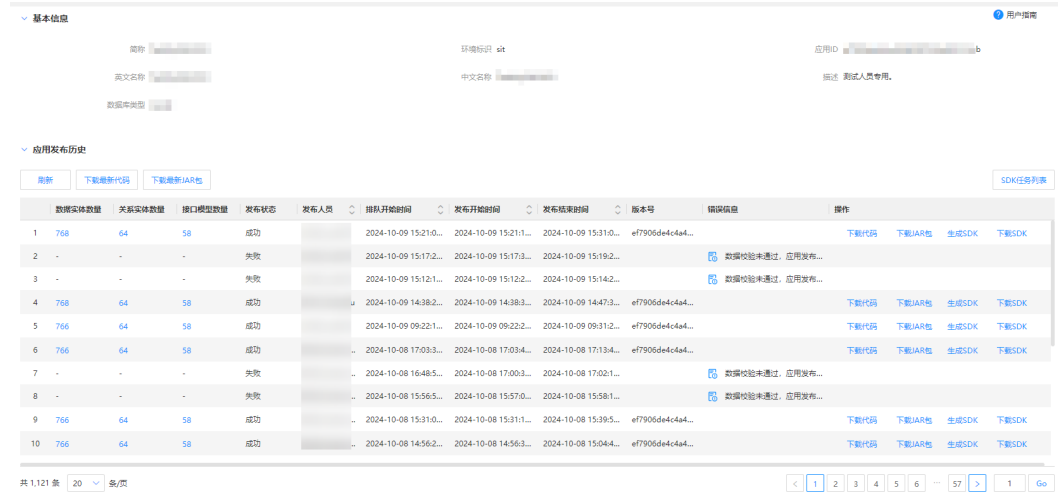 基本信息
用户指南
简称 环境标识 sit 应用ID b
英文名称 中文名称 描述 测试人员专用。
数据库类型
应用发布历史
刷新 下载最新代码 下载最新JAR包 SDK任务列表
数据实体数量 关系实体数量 接口模型数量 发布状态 发布人员 排队开始时间 发布开始时间 发布结束时间 版本号 错误信息 操作
1 768 64 58 成功 2024-10-09 15:21:0... 2024-10-09 15:21:1... 2024-10-09 15:31:0... ef7906de4c4a4... 下载代码 下载JAR包 生成SDK 下载SDK
2 - - - 失败 2024-10-09 15:17:2... 2024-10-09 15:17:3... 2024-10-09 15:19:2... 数据校验未通过，应用发布...
3 - - - 失败 2024-10-09 15:12:1... 2024-10-09 15:12:2... 2024-10-09 15:14:2... 数据校验未通过，应用发布...
4 768 64 58 成功 u 2024-10-09 14:38:2... 2024-10-09 14:38:3... 2024-10-09 14:47:3... ef7906de4c4a4... 下载代码 下载JAR包 生成SDK 下载SDK
5 766 64 58 成功 2024-10-09 09:22:1... 2024-10-09 09:22:2... 2024-10-09 09:31:2... ef7906de4c4a4... 下载代码 下载JAR包 生成SDK 下载SDK
6 766 64 58 成功 .. 2024-10-08 17:03:3... 2024-10-08 17:03:4... 2024-10-08 17:13:4... ef7906de4c4a4... 下载代码 下载JAR包 生成SDK 下载SDK
7 - - - 失败 .. 2024-10-08 16:48:5... 2024-10-08 17:00:3... 2024-10-08 17:02:1... 数据校验未通过，应用发布...
8 - - - 失败 .. 2024-10-08 15:56:5... 2024-10-08 15:57:0... 2024-10-08 15:58:1... 数据校验未通过，应用发布...
9 766 64 58 成功 .. 2024-10-08 15:31:0... 2024-10-08 15:31:1... 2024-10-08 15:39:5... ef7906de4c4a4... 下载代码 下载JAR包 生成SDK 下载SDK
10 766 64 58 成功 .. 2024-10-08 14:56:2... 2024-10-08 14:56:3... 2024-10-08 15:04:4... ef7906de4c4a4... 下载代码 下载JAR包 生成SDK 下载SDK
共 1,121 条 20 条/页 < 1 2 3 4 5 6 ··· 57 > 1 Go